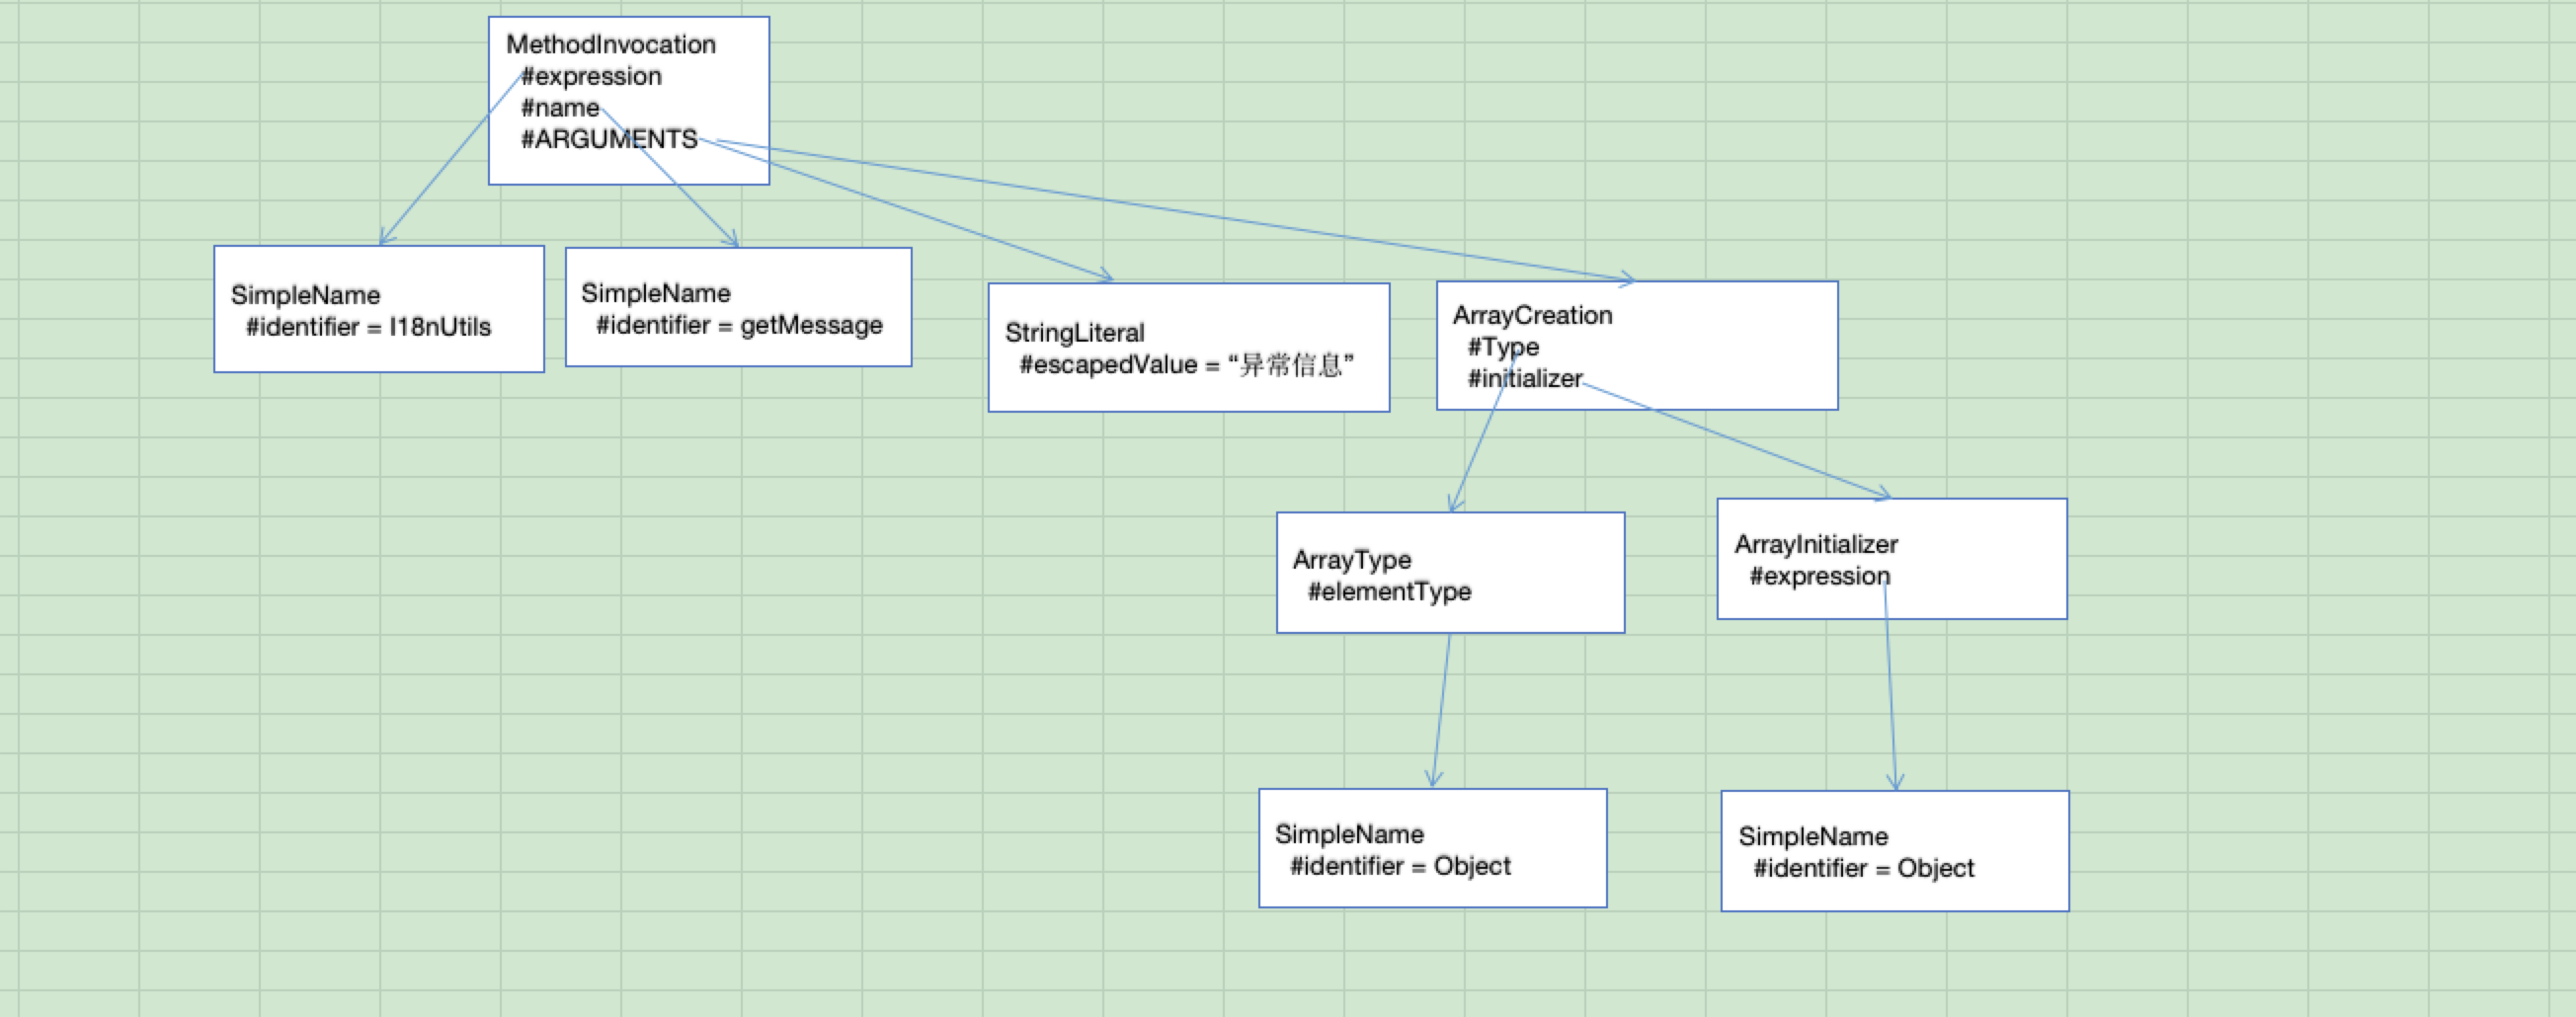 MethodInvocation
#expression
#name
#ARGUMENTS
SimpleName
#identifier = I18nUtils
SimpleName
#identifier = getMessage
StringLiteral
#escapedValue = “异常信息”
ArrayCreation
#Type
#initializer
ArrayType
#elementType
ArrayInitializer
#expression
SimpleName
#identifier = Object
SimpleName
#identifier = Object